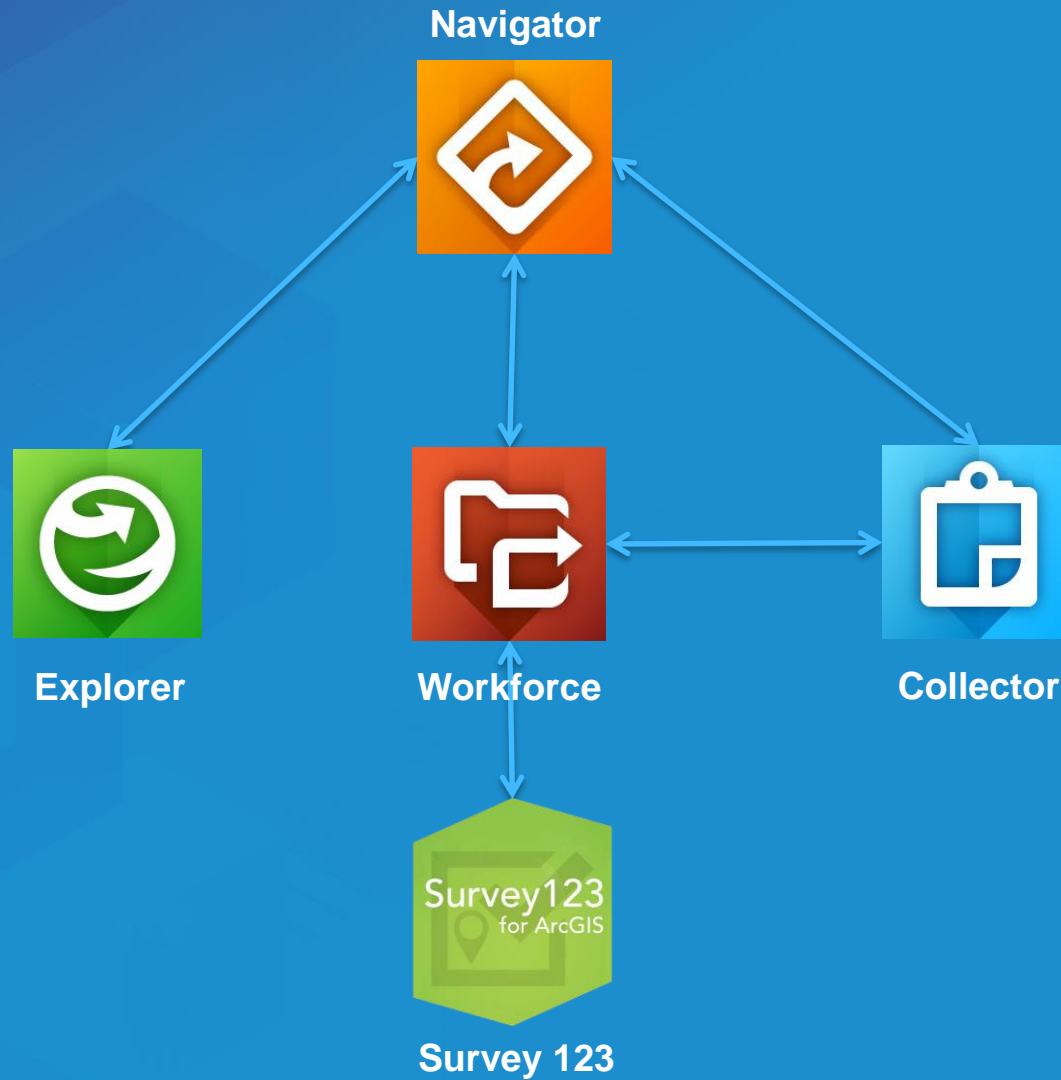 Navigator
Explorer
Workforce
Collector
Survey123
for ArcGIS
Survey 123